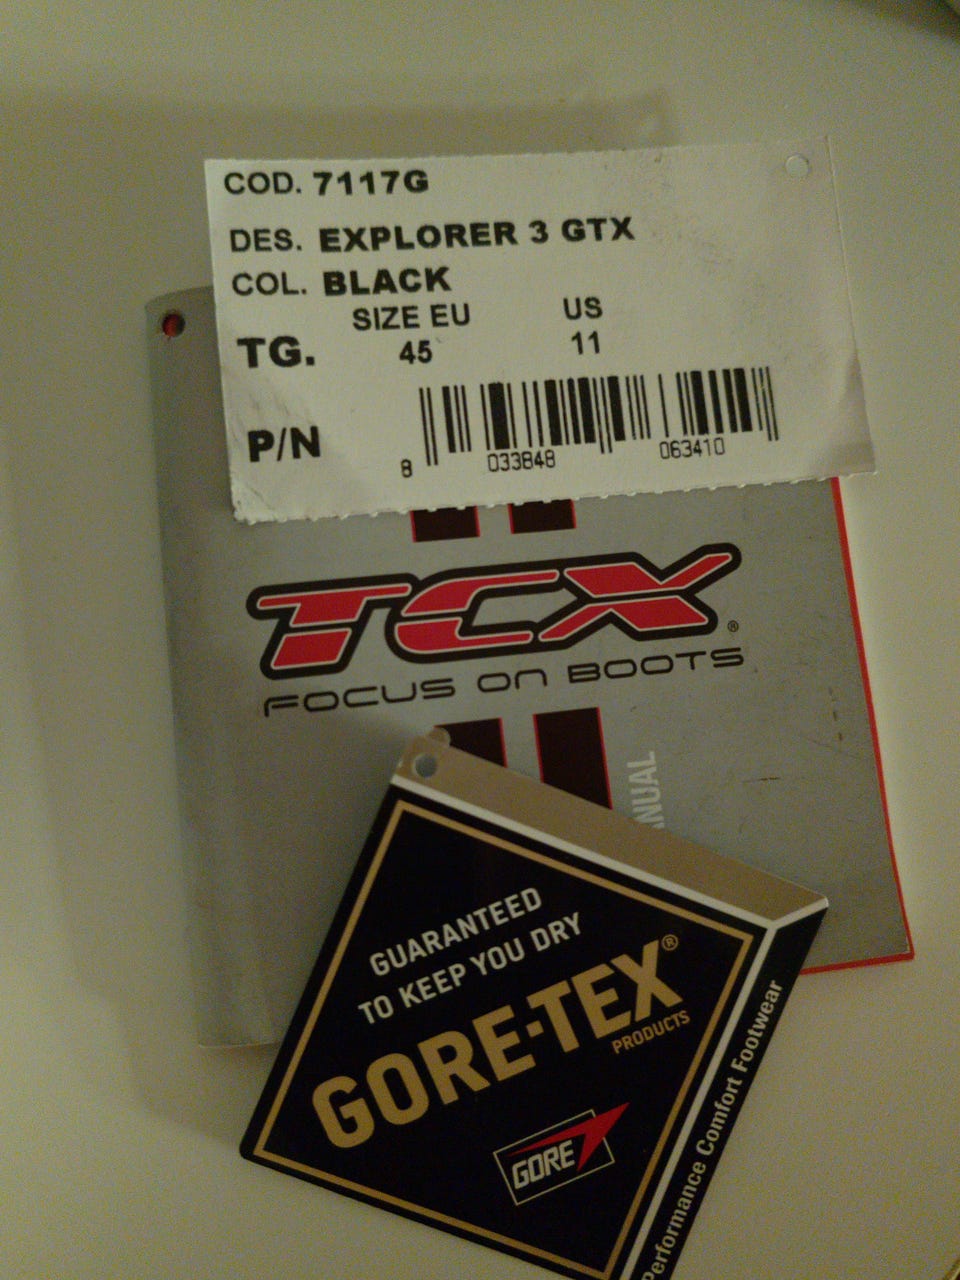 COD. 7117G
DES. EXPLORER 3 GTX
COL. BLACK
SIZE EU US
TG. 45 11
P/N
8 033848 063410
TCX®
FOCUS ON BOOTS
GUARANTEED
TO KEEP YOU DRY
GORE-TEX®
PRODUCTS
GORE
Performance Comfort Footwear